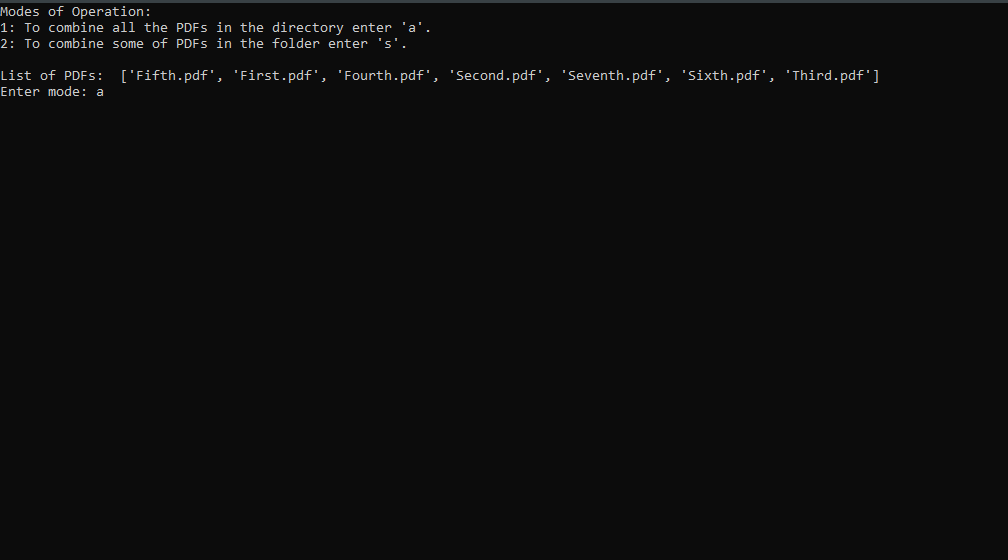 Modes of Operation:
1: To combine all the PDFs in the directory enter 'a'.
2: To combine some of PDFs in the folder enter 's'.
List of PDFs:  ['Fifth.pdf', 'First.pdf', 'Fourth.pdf', 'Second.pdf', 'Seventh.pdf', 'Sixth.pdf', 'Third.pdf']
Enter mode: a